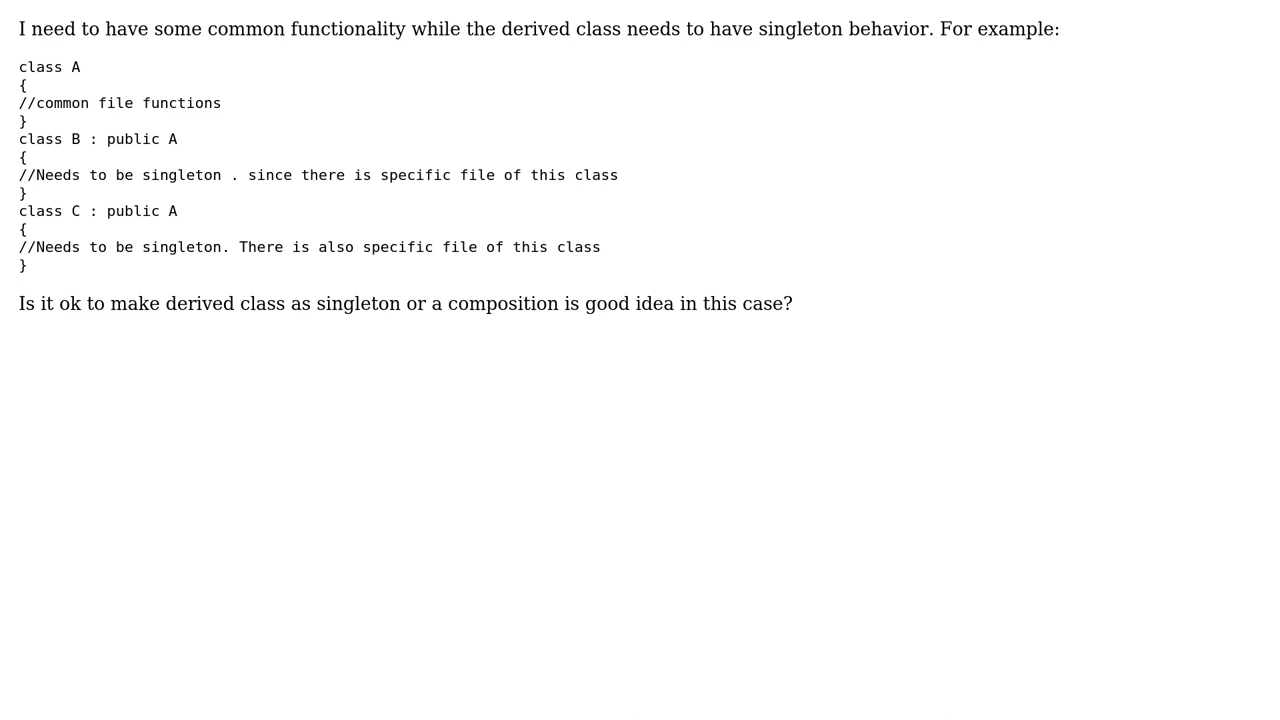 I need to have some common functionality while the derived class needs to have singleton behavior. For example:
class A
{
//common file functions
}
class B : public A
{
//Needs to be singleton . since there is specific file of this class
}
class C : public A
{
//Needs to be singleton. There is also specific file of this class
}
Is it ok to make derived class as singleton or a composition is good idea in this case?